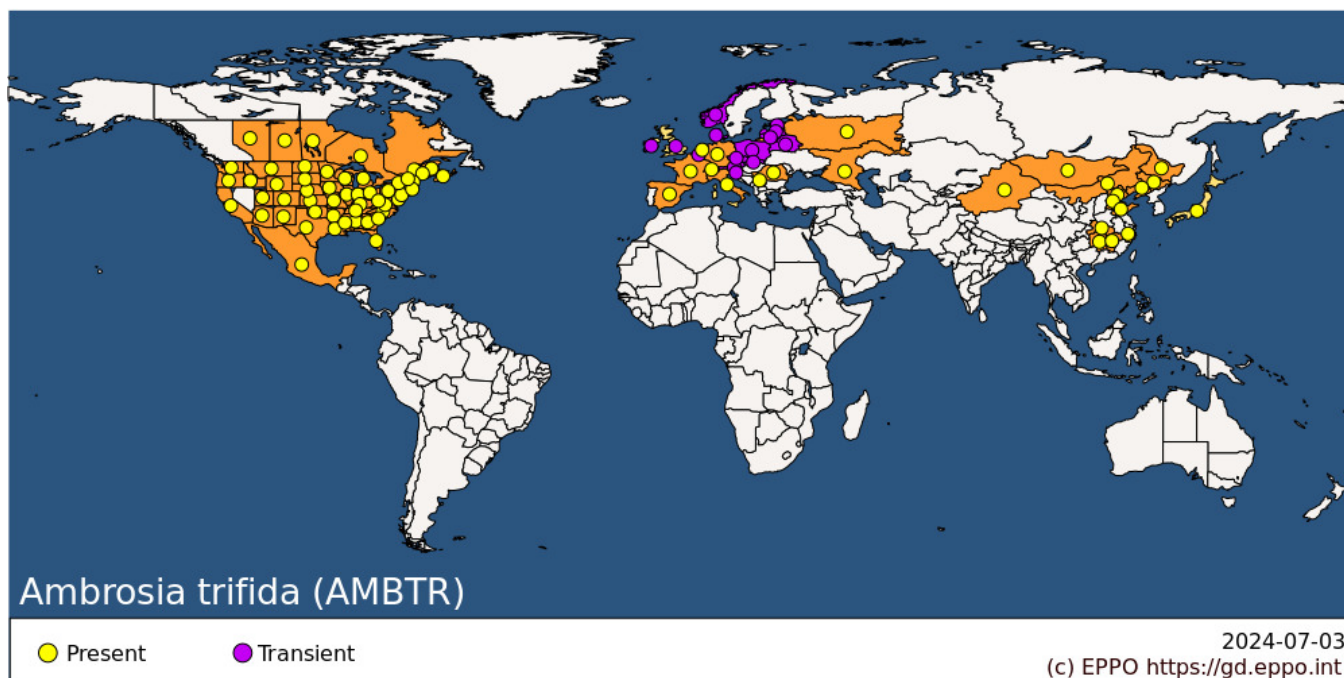 Ambrosia trifida (AMBTR)
Present
Transient
2024-07-03
(c) EPPO https://gd.eppo.int